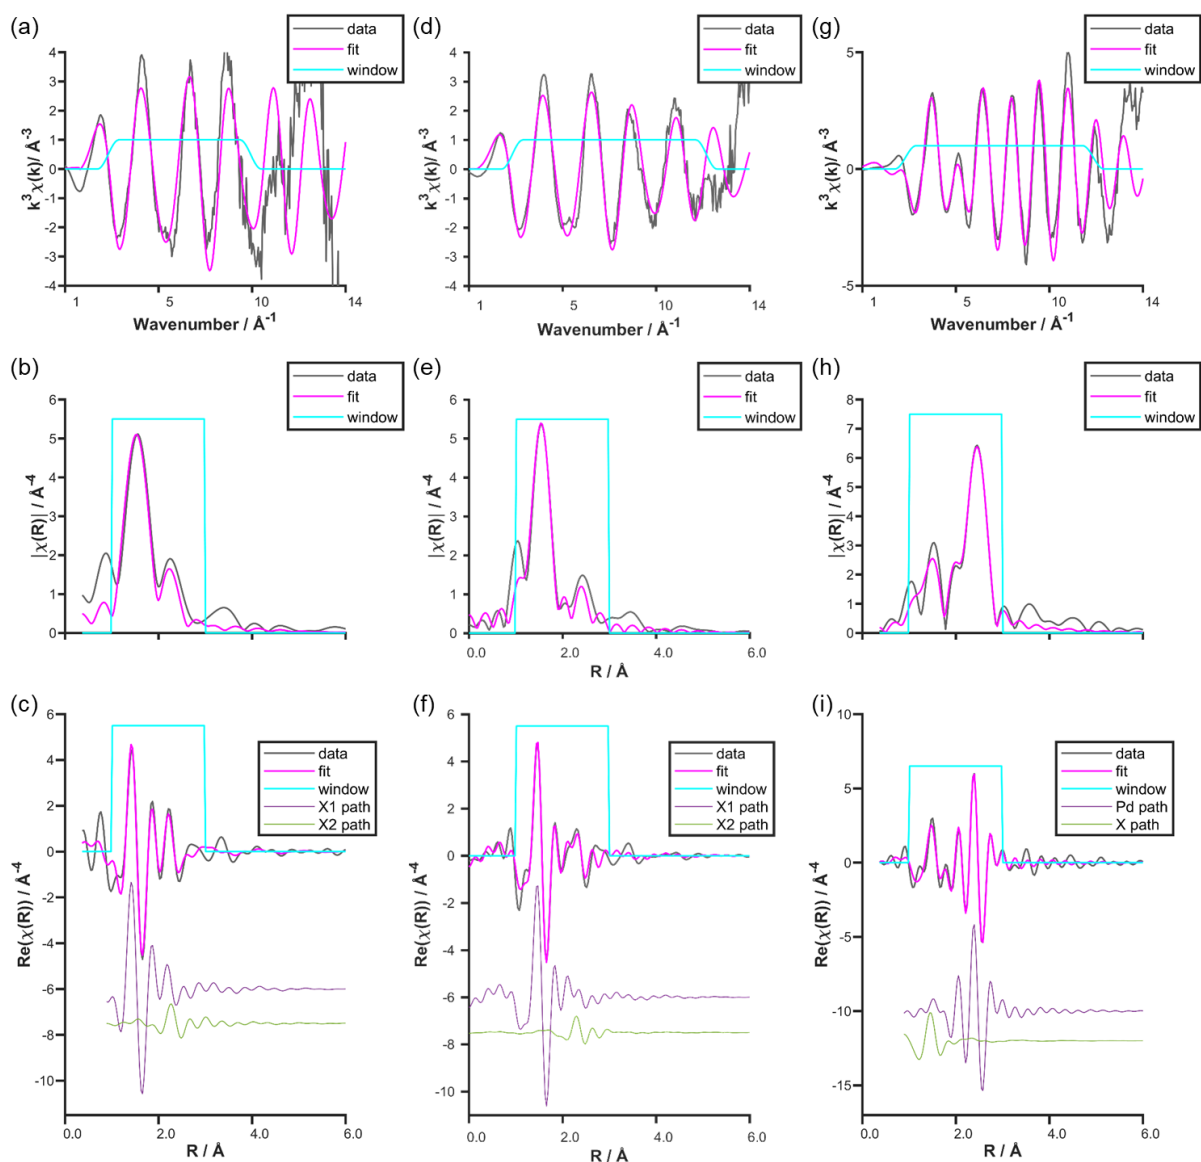 (a)
data
fit
window
4
3
2
1
0
-1
-2
-3
-4
k³χ(k)/ Å⁻³
1 5 10 14
Wavenumber / Å⁻¹
(d)
data
fit
window
4
3
2
1
0
-1
-2
-3
-4
k³χ(k)/ Å⁻³
1 5 10 14
Wavenumber / Å⁻¹
(g)
data
fit
window
5
0
-5
k³χ(k)/ Å⁻³
1 5 10 14
Wavenumber / Å⁻¹
(b)
data
fit
window
6
5
4
3
2
1
0
|χ(R)| / Å⁻⁴
(e)
data
fit
window
6
5
4
3
2
1
0
|χ(R)| / Å⁻⁴
0.0 2.0 4.0 6.0
R / Å
(h)
data
fit
window
8
7
6
5
4
3
2
1
0
|χ(R)| / Å⁻⁴
(c)
data
fit
window
X1 path
X2 path
6
4
2
0
-2
-4
-6
-8
-10
Re(χ(R)) / Å⁻⁴
0.0 2.0 4.0 6.0
R / Å
(f)
data
fit
window
X1 path
X2 path
6
4
2
0
-2
-4
-6
-8
-10
Re(χ(R)) / Å⁻⁴
0.0 2.0 4.0 6.0
R / Å
(i)
data
fit
window
Pd path
X path
10
5
0
-5
-10
-15
Re(χ(R)) / Å⁻⁴
0.0 2.0 4.0 6.0
R / Å